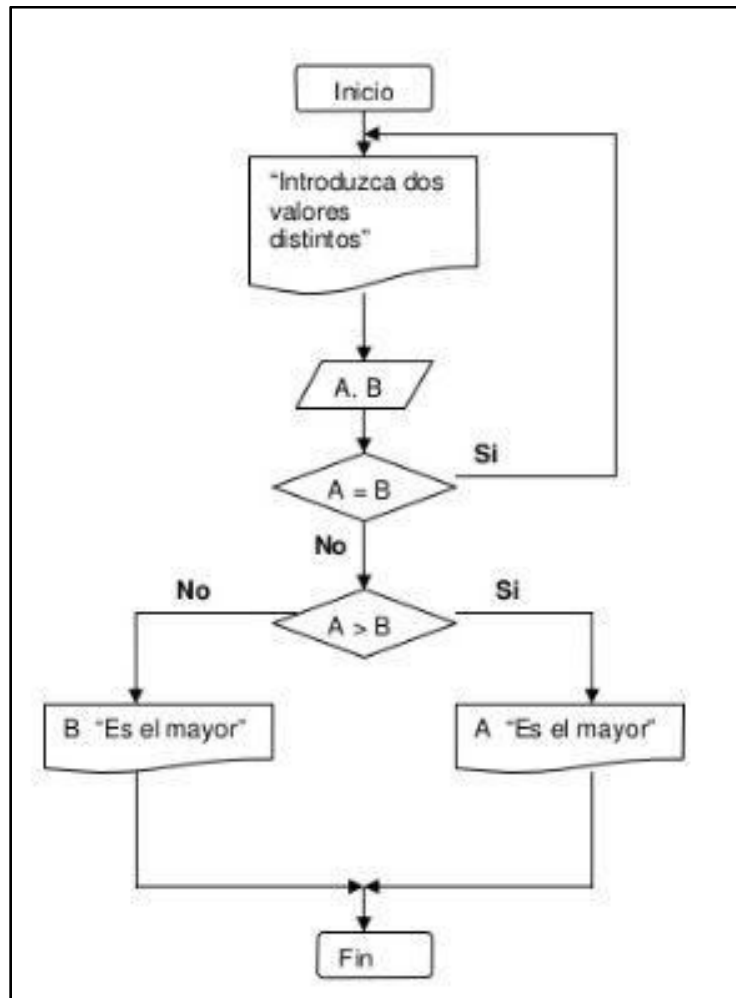 Inicio
“Introduzca dos
valores
distintos”
A. B
Si
A = B
No
No
Si
A > B
B “Es el mayor”
A “Es el mayor”
Fin